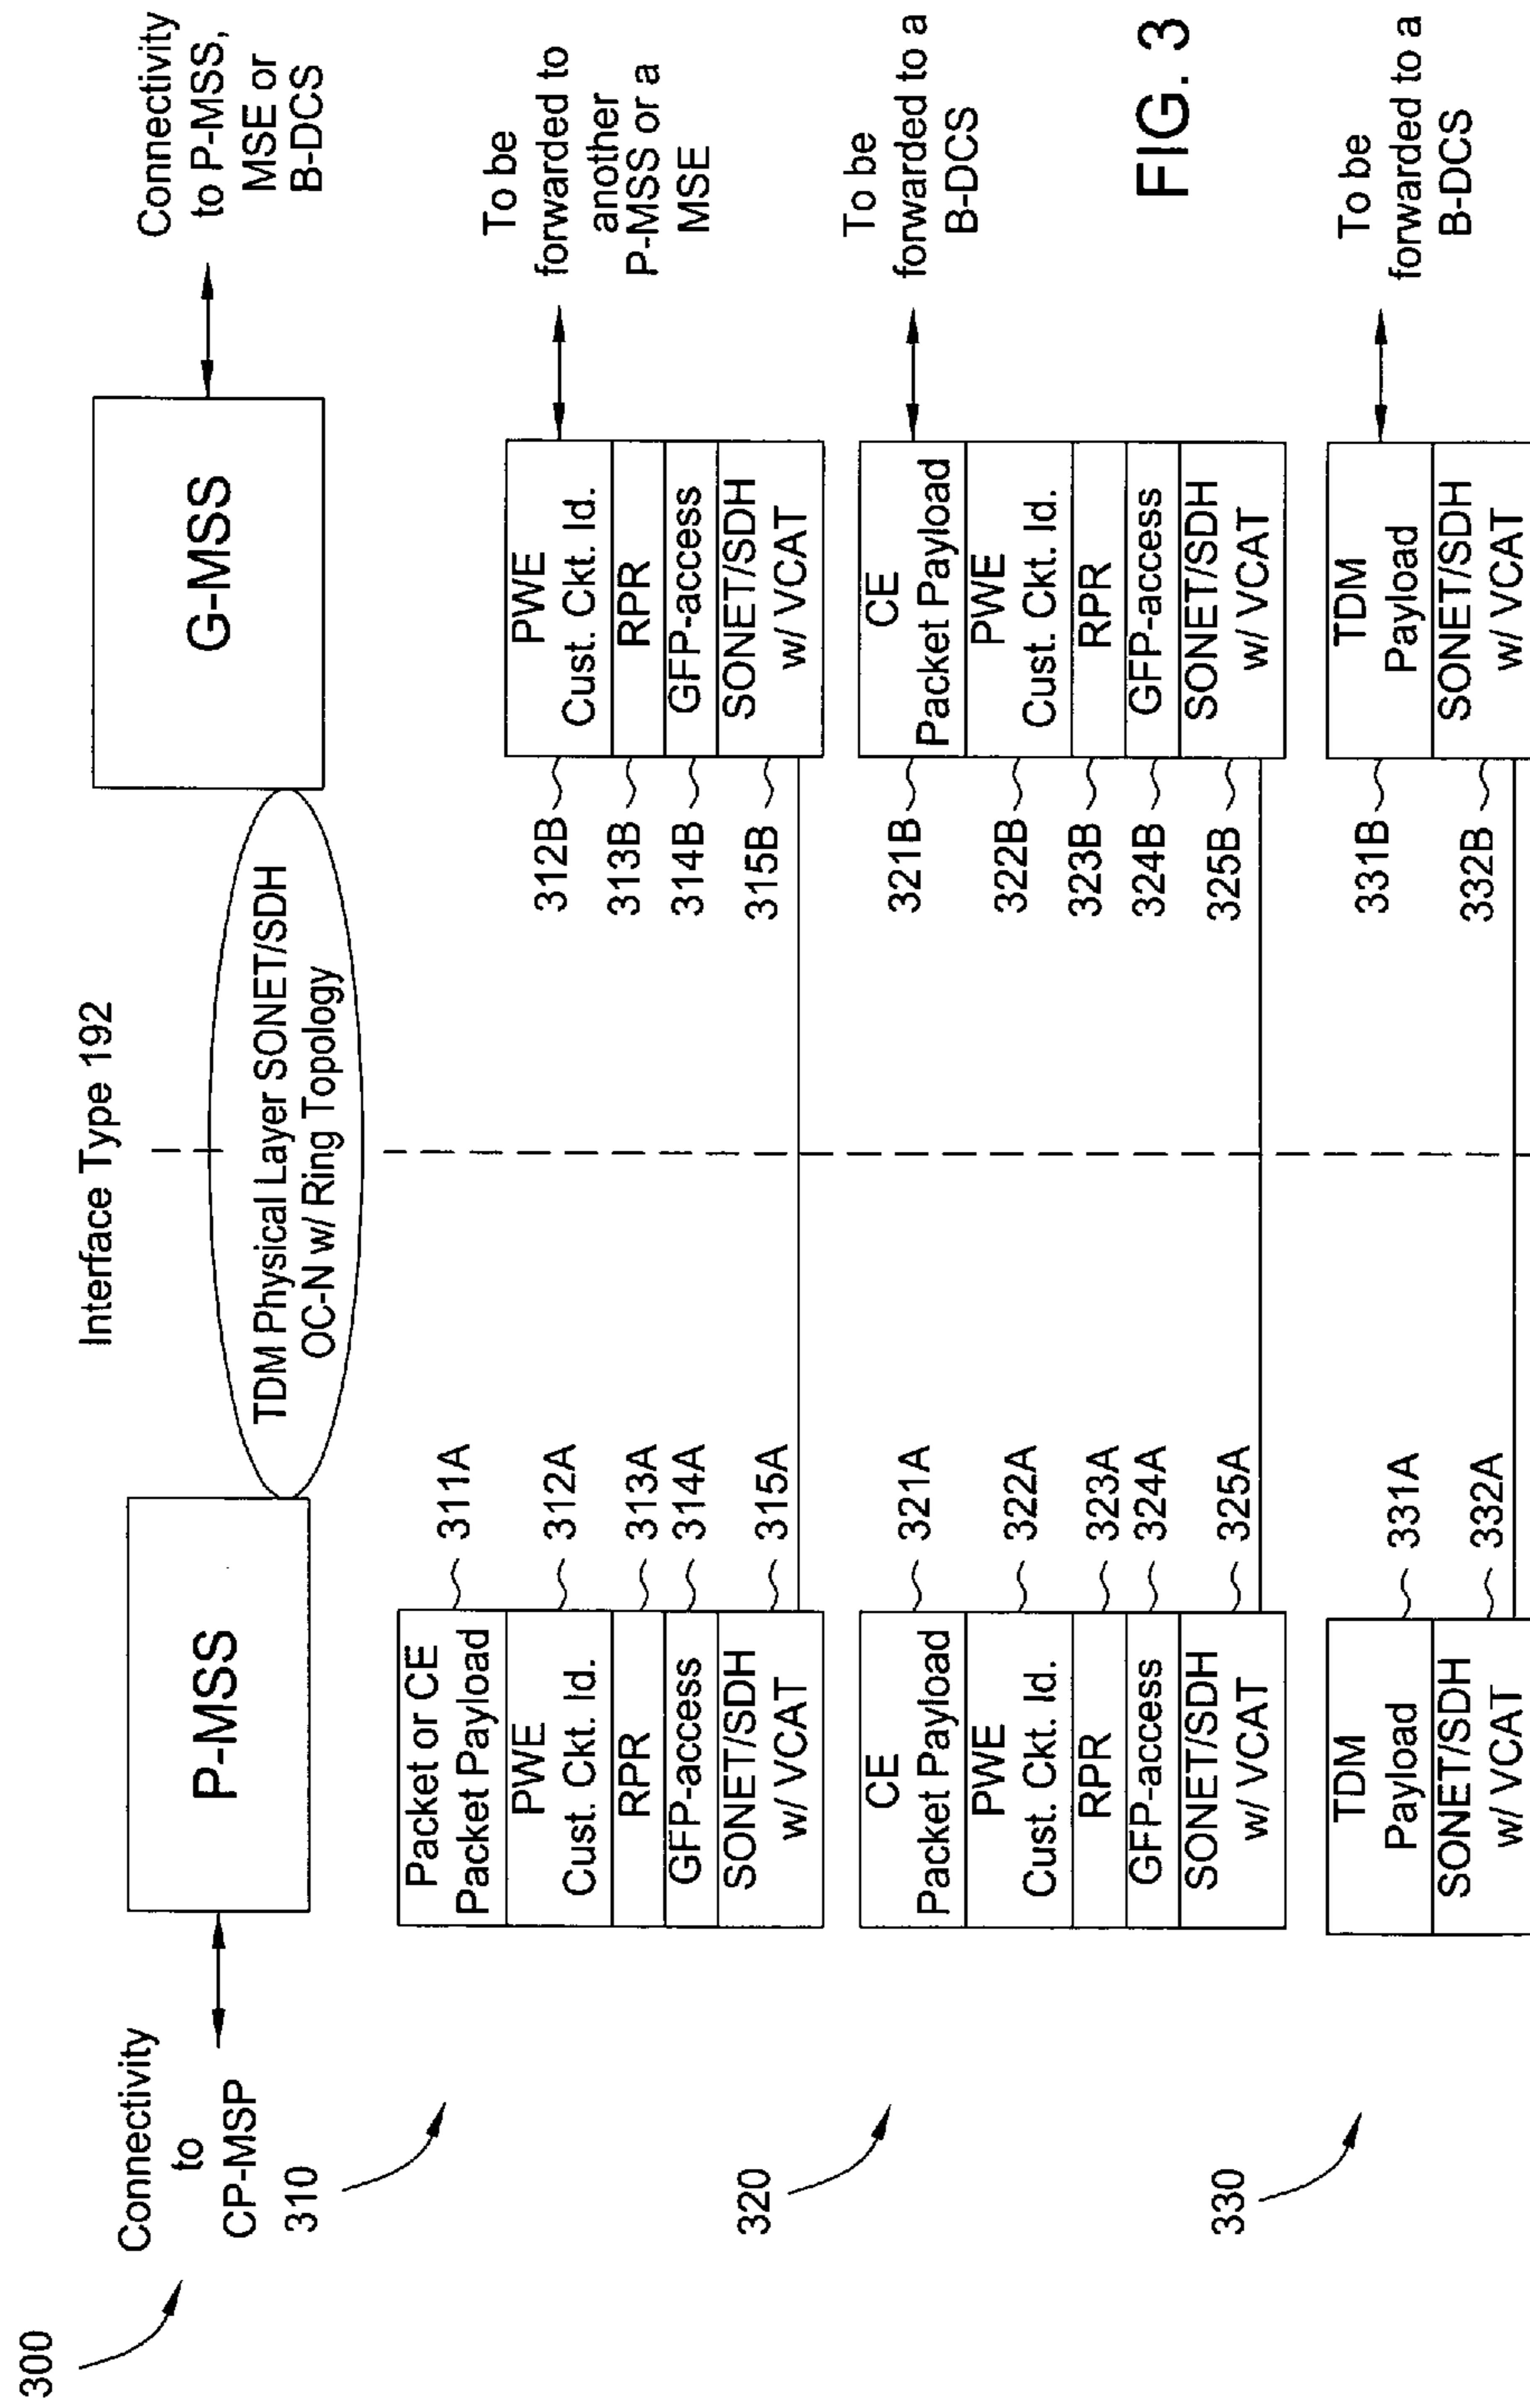 300
Interface Type 192
Connectivity
to
CP-MSP
P-MSS
TDM Physical Layer SONET/SDH
OC-N w/ Ring Topology
G-MSS
Connectivity
to P-MSS,
MSE or
B-DCS
310
Packet or CE
Packet Payload
PWE
Cust. Ckt. Id.
RPR
GFP-access
SONET/SDH
w/ VCAT
311A
312A
313A
314A
315A
312B
313B
314B
315B
PWE
Cust. Ckt. Id.
RPR
GFP-access
SONET/SDH
w/ VCAT
To be
forwarded to
another
P-MSS or a
MSE
320
CE
Packet Payload
PWE
Cust. Ckt. Id.
RPR
GFP-access
SONET/SDH
w/ VCAT
321A
322A
323A
324A
325A
321B
322B
323B
324B
325B
CE
Packet Payload
PWE
Cust. Ckt. Id.
RPR
GFP-access
SONET/SDH
w/ VCAT
To be
forwarded to a
B-DCS
FIG. 3
330
TDM
Payload
SONET/SDH
w/ VCAT
331A
332A
331B
332B
TDM
Payload
SONET/SDH
w/ VCAT
To be
forwarded to a
B-DCS